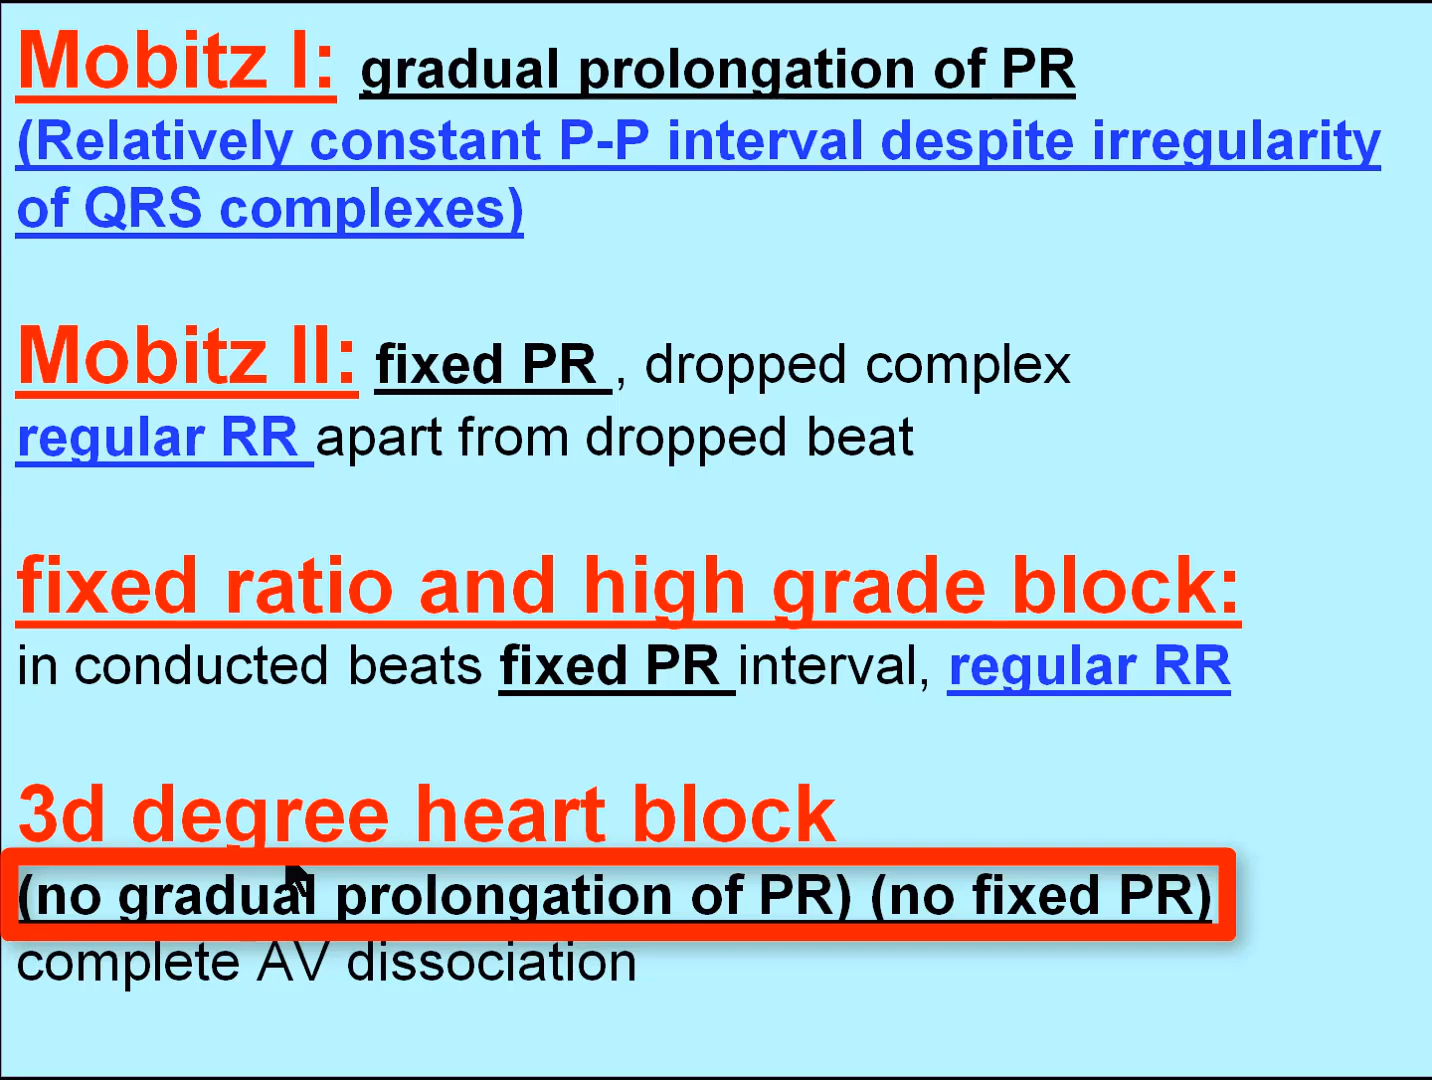 Mobitz I: gradual prolongation of PR
(Relatively constant P-P interval despite irregularity
of QRS complexes)
Mobitz II: fixed PR , dropped complex
regular RR apart from dropped beat
fixed ratio and high grade block:
in conducted beats fixed PR interval, regular RR
3d degree heart block
(no gradual prolongation of PR) (no fixed PR)
complete AV dissociation